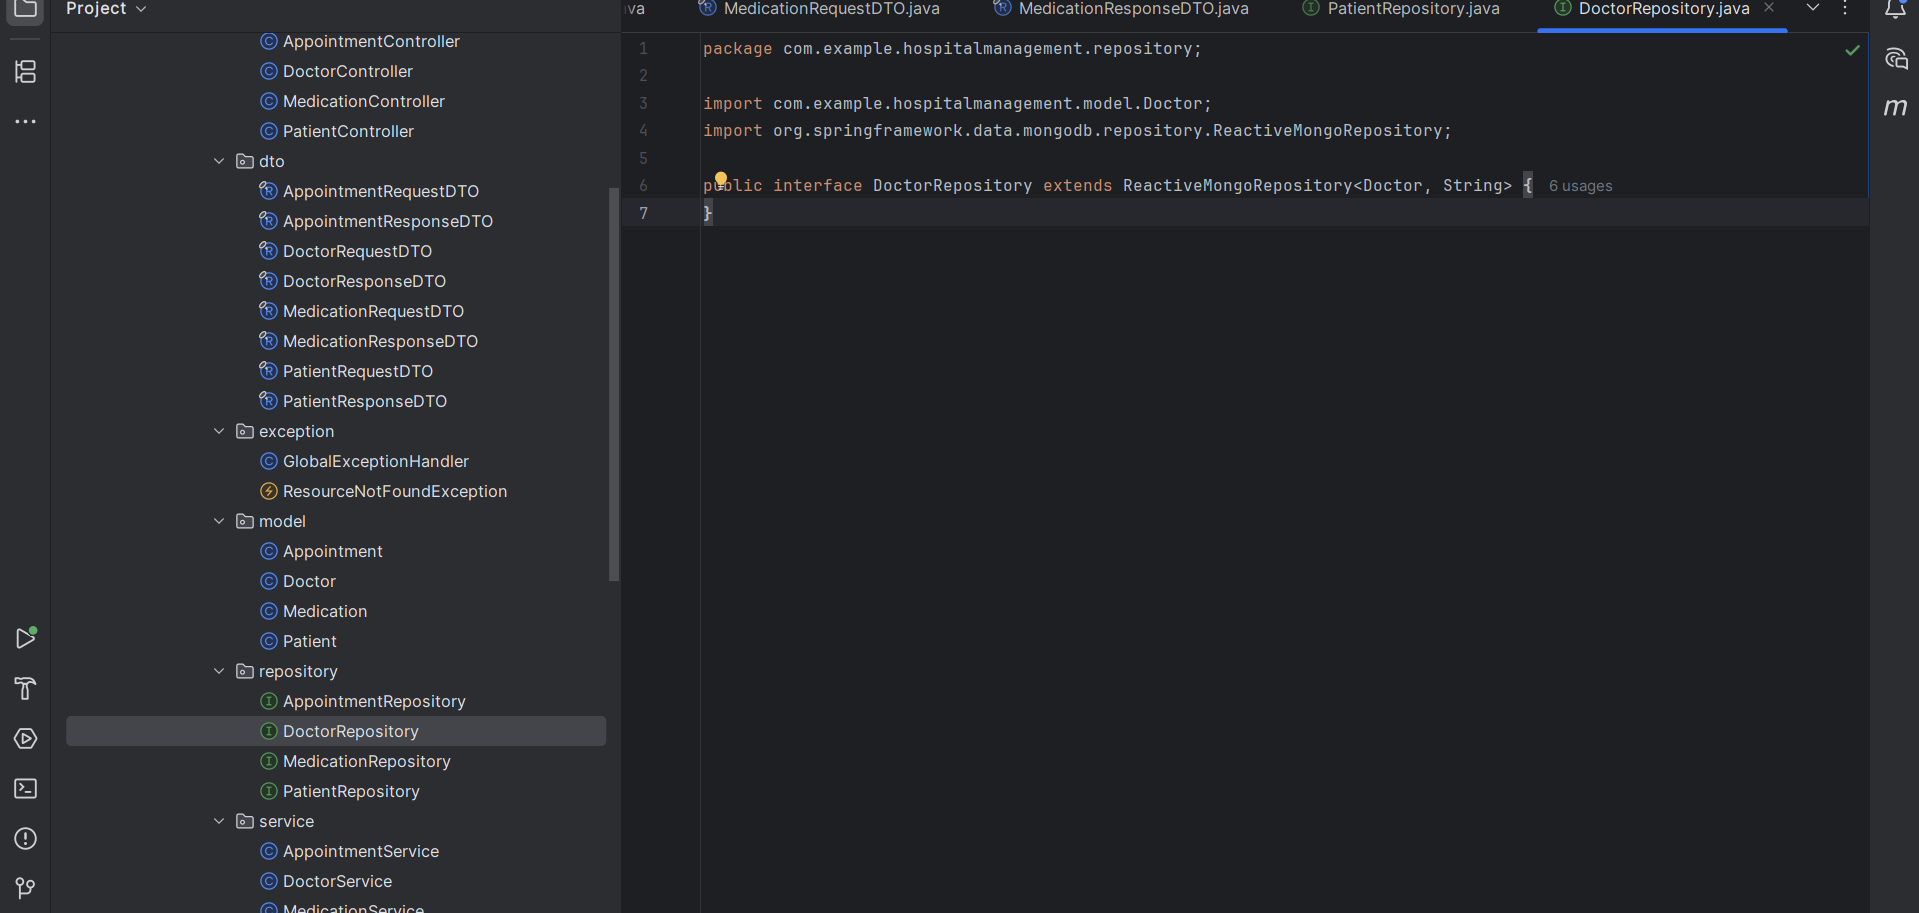 Project
AppointmentController
DoctorController
MedicationController
PatientController
dto
AppointmentRequestDTO
AppointmentResponseDTO
DoctorRequestDTO
DoctorResponseDTO
MedicationRequestDTO
MedicationResponseDTO
PatientRequestDTO
PatientResponseDTO
exception
GlobalExceptionHandler
ResourceNotFoundException
model
Appointment
Doctor
Medication
Patient
repository
AppointmentRepository
DoctorRepository
MedicationRepository
PatientRepository
service
AppointmentService
DoctorService
MedicationService
va MedicationRequestDTO.java MedicationResponseDTO.java PatientRepository.java DoctorRepository.java
1 package com.example.hospitalmanagement.repository;
2
3 import com.example.hospitalmanagement.model.Doctor;
4 import org.springframework.data.mongodb.repository.ReactiveMongoRepository;
5
6 public interface DoctorRepository extends ReactiveMongoRepository<Doctor, String> { 6 usages
7 }
m